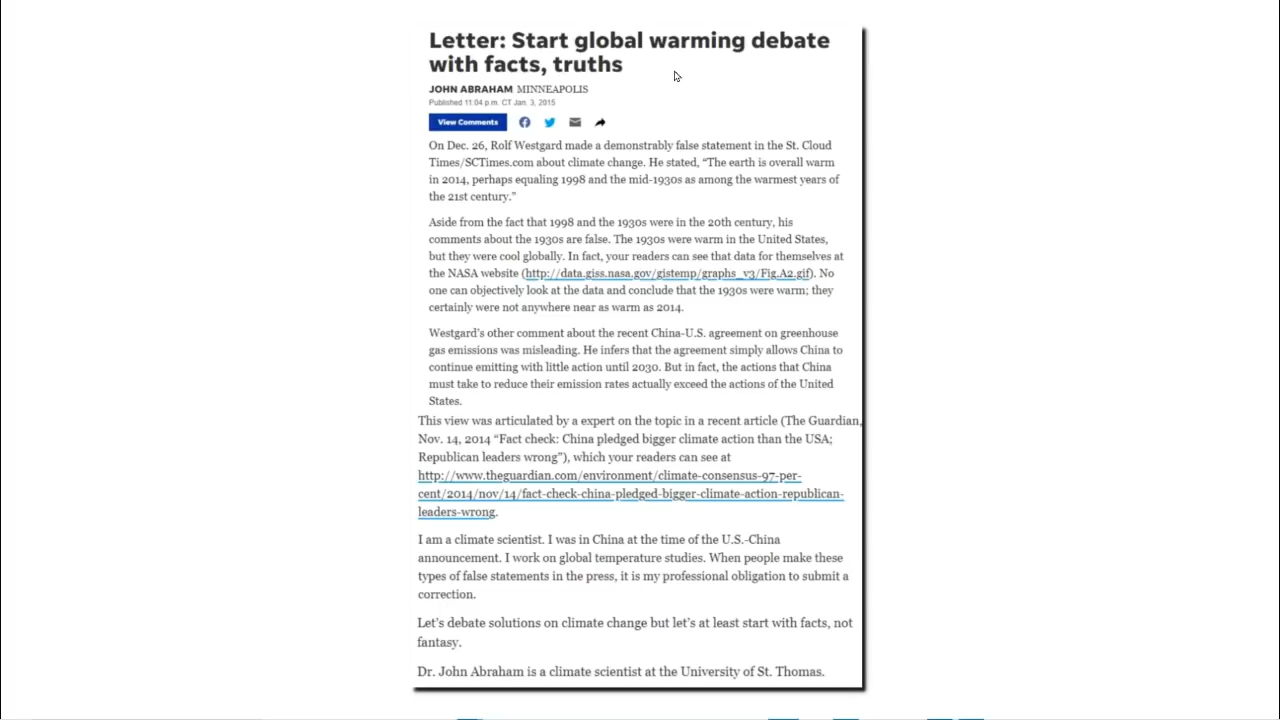 Letter: Start global warming debate
with facts, truths
JOHN ABRAHAM MINNEAPOLIS
Published 11:04 p.m. CT Jan. 3, 2015
View Comments
On Dec. 26, Rolf Westgard made a demonstrably false statement in the St. Cloud
Times/SCTimes.com about climate change. He stated, “The earth is overall warm
in 2014, perhaps equaling 1998 and the mid-1930s as among the warmest years of
the 21st century.”
Aside from the fact that 1998 and the 1930s were in the 20th century, his
comments about the 1930s are false. The 1930s were warm in the United States,
but they were cool globally. In fact, your readers can see that data for themselves at
the NASA website (http://data.giss.nasa.gov/gistemp/graphs_v3/Fig.A2.gif). No
one can objectively look at the data and conclude that the 1930s were warm; they
certainly were not anywhere near as warm as 2014.
Westgard’s other comment about the recent China-U.S. agreement on greenhouse
gas emissions was misleading. He infers that the agreement simply allows China to
continue emitting with little action until 2030. But in fact, the actions that China
must take to reduce their emission rates actually exceed the actions of the United
States.
This view was articulated by a expert on the topic in a recent article (The Guardian,
Nov. 14, 2014 “Fact check: China pledged bigger climate action than the USA;
Republican leaders wrong”), which your readers can see at
http://www.theguardian.com/environment/climate-consensus-97-per-
cent/2014/nov/14/fact-check-china-pledged-bigger-climate-action-republican-
leaders-wrong.
I am a climate scientist. I was in China at the time of the U.S.-China
announcement. I work on global temperature studies. When people make these
types of false statements in the press, it is my professional obligation to submit a
correction.
Let’s debate solutions on climate change but let’s at least start with facts, not
fantasy.
Dr. John Abraham is a climate scientist at the University of St. Thomas.